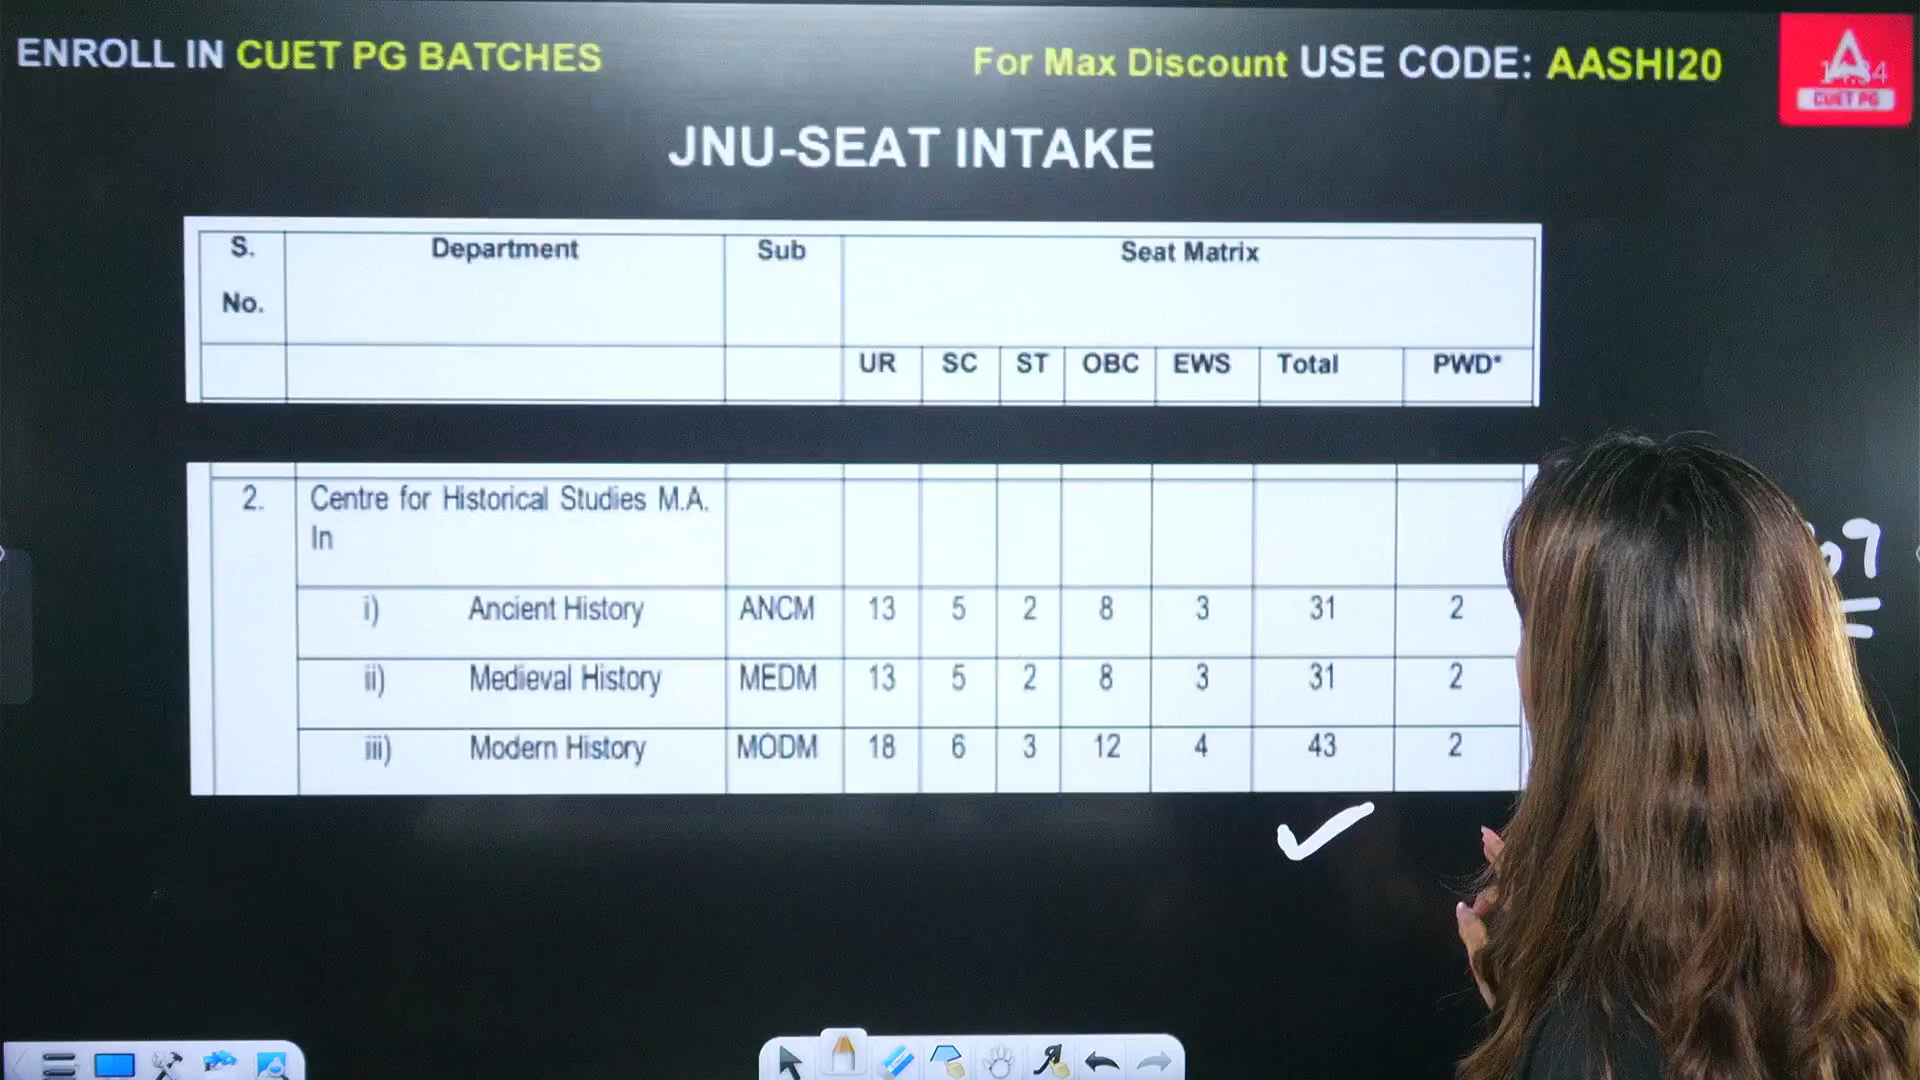 ENROLL IN CUET PG BATCHES For Max Discount USE CODE: AASHI20
CUET PG
JNU-SEAT INTAKE
S. No. Department Sub Seat Matrix
UR SC ST OBC EWS Total PWD*
2. Centre for Historical Studies M.A. In
i) Ancient History ANCM 13 5 2 8 3 31 2
ii) Medieval History MEDM 13 5 2 8 3 31 2
iii) Modern History MODM 18 6 3 12 4 43 2